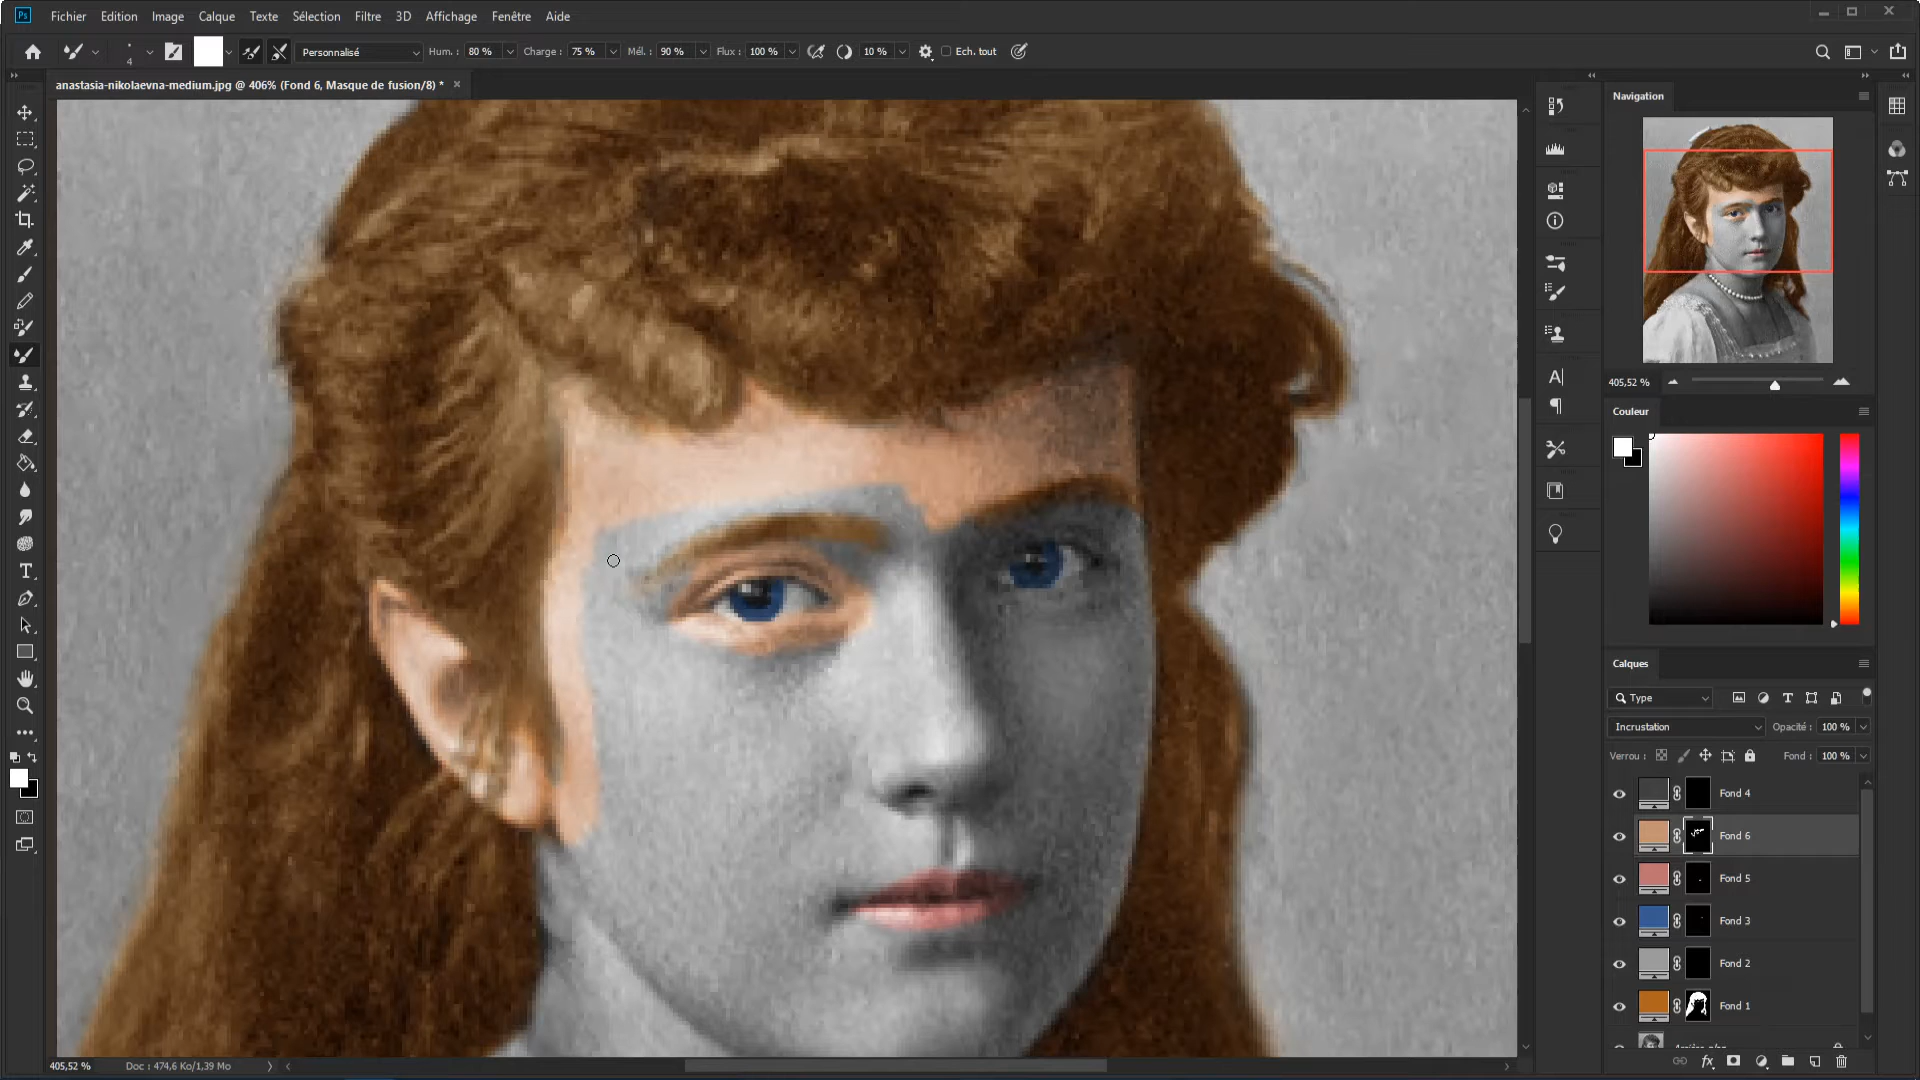 Ps Fichier Edition Image Calque Texte Sélection Filtre 3D Affichage Fenêtre Aide
4 Personnalisé Hum. : 80 % Charge : 75 % Mél. : 90 % Flux : 100 % 10 % Ech. tout
anastasia-nikolaevna-medium.jpg @ 406% (Fond 6, Masque de fusion/8) * ×
Navigation
405,52 %
Couleur
Calques
Type
Incrustation Opacité : 100 %
Verrou : Fond : 100 %
Fond 4
Fond 6
Fond 5
Fond 3
Fond 2
Fond 1
405,52 % Doc : 474,6 Ko/1,39 Mo